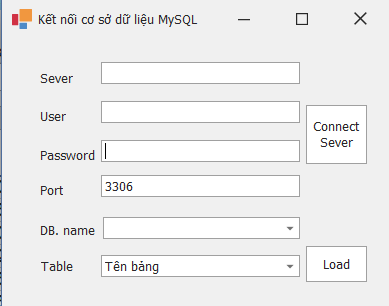 Kết nối cơ sở dữ liệu MySQL
Sever
User
Connect
Sever
Password
Port 3306
DB. name
Table Tên bảng Load